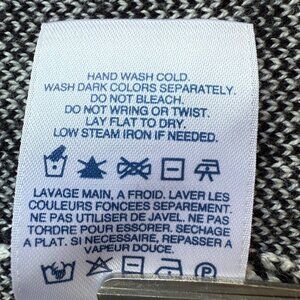 HAND WASH COLD.
WASH DARK COLORS SEPARATELY.
DO NOT BLEACH.
DO NOT WRING OR TWIST.
LAY FLAT TO DRY.
LOW STEAM IRON IF NEEDED.
LAVAGE MAIN, A FROID. LAVER LES
COULEURS FONCEES SEPAREMENT.
NE PAS UTILISER DE JAVEL. NE PAS
TORDRE POUR ESSORER. SECHAGE
A PLAT. SI NECESSAIRE, REPASSER A
VAPEUR DOUX.
P